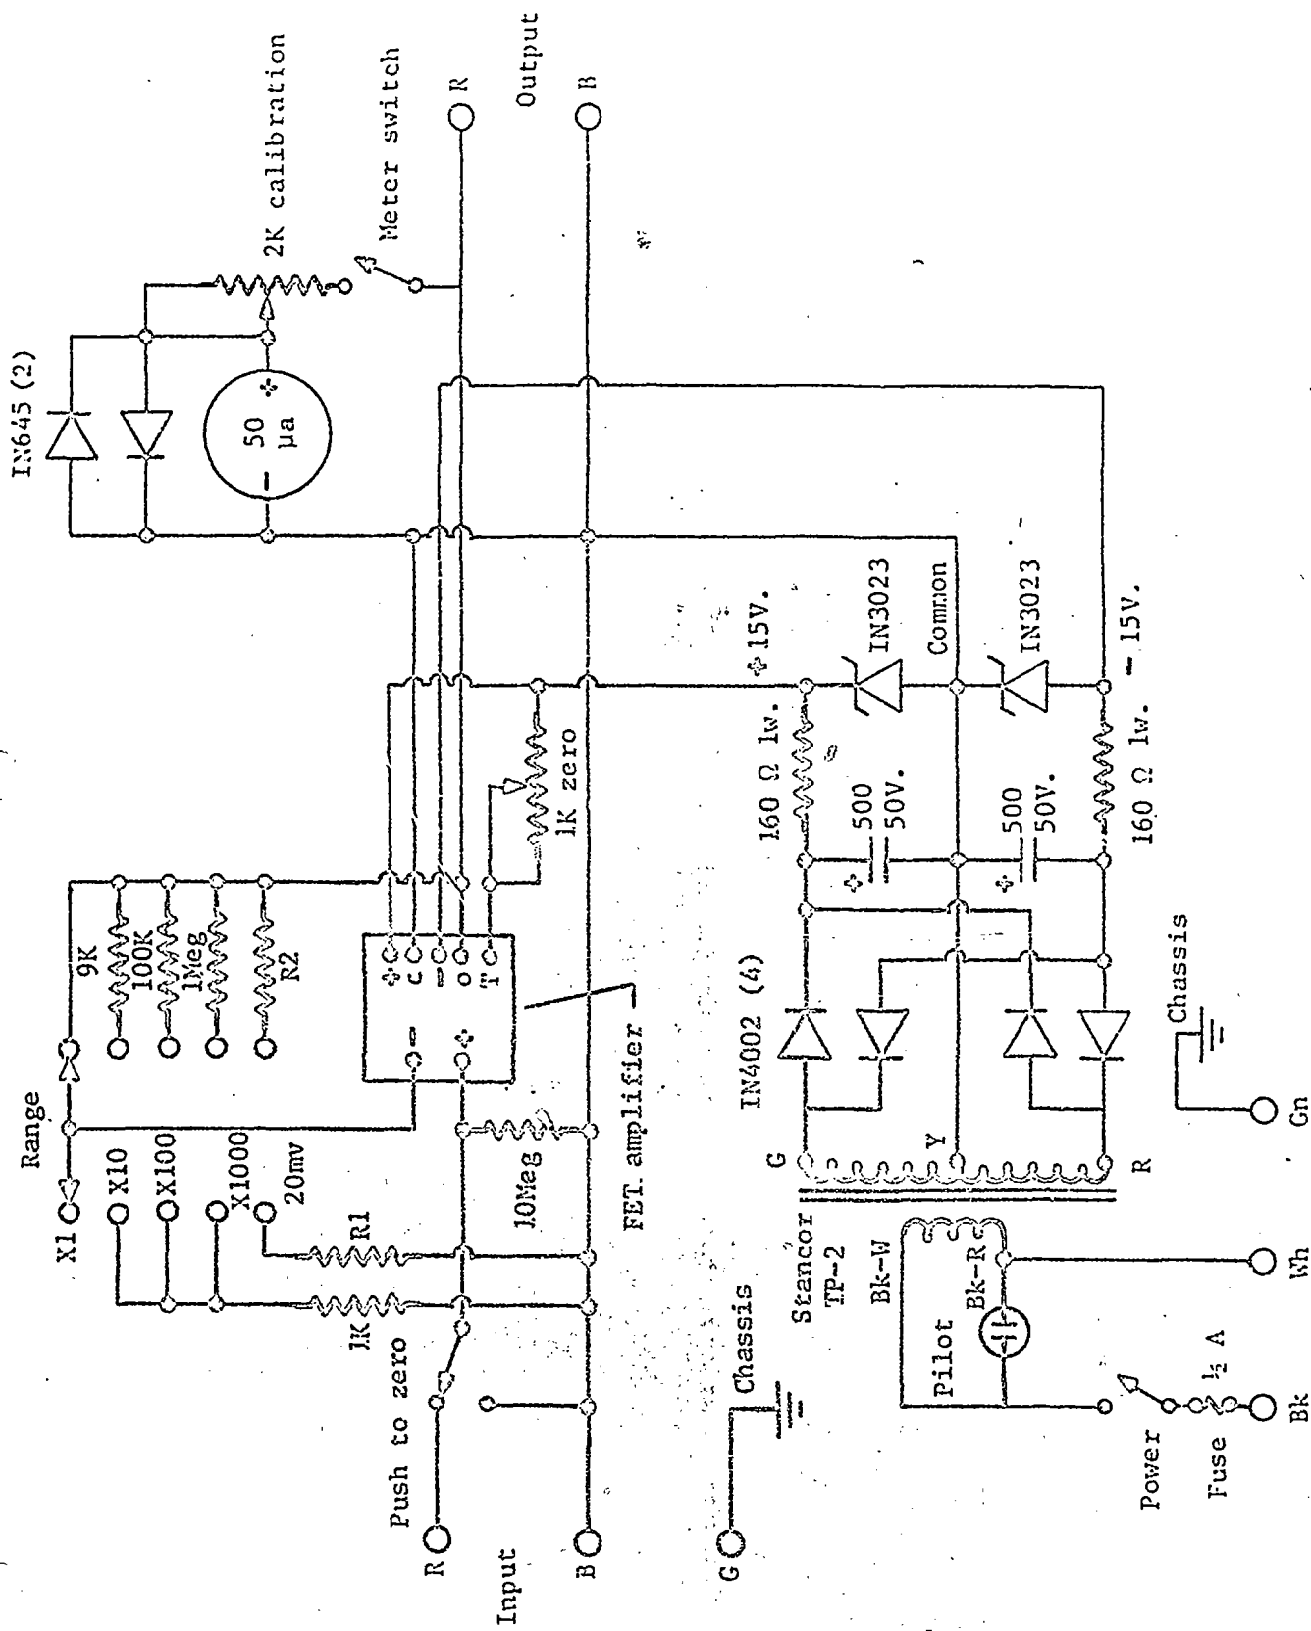 Range
X1
X10
X100
X1000
20mv
9K
100K
1Meg
R2
R1
1K
Push to zero
R
Input
B
10Meg
FET amplifier
–
+
+
C
–
O
T
1K zero
IN645 (2)
50
µa
–
+
2K calibration
Meter switch
R
Output
B
G
Chassis
Stancor
TP-2
Bk-W
Bk-R
Pilot
Power
Fuse
½ A
Bk
Wh
Gn
Chassis
G
Y
R
IN4002 (4)
+
500
50V.
+
500
50V.
160 Ω 1w.
160 Ω 1w.
+ 15V.
IN3023
Common
IN3023
– 15V.